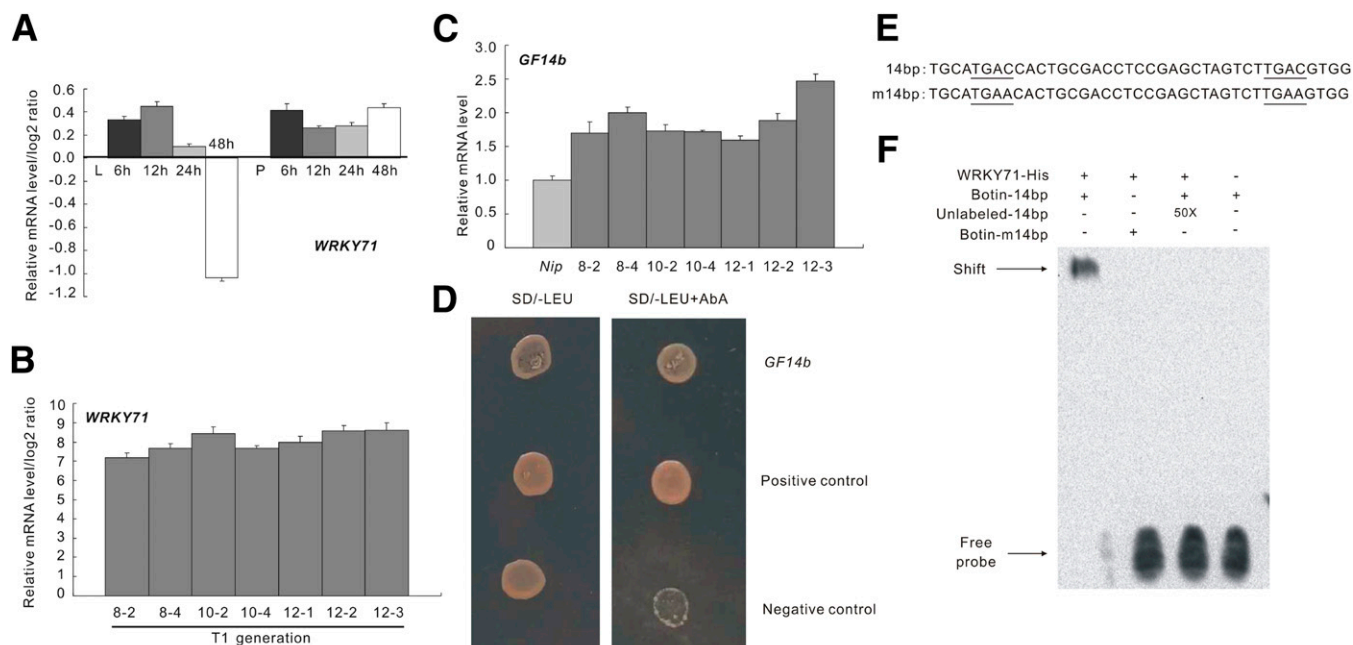 A
Relative mRNA level/log2 ratio
0.6
0.4
0.2
0.0
-0.2
-0.4
-0.6
-0.8
-1.0
-1.2
48h
L 6h 12h 24h P 6h 12h 24h 48h
WRKY71
B
Relative mRNA level/log2 ratio
WRKY71
10
9
8
7
6
5
4
3
2
1
0
8-2 8-4 10-2 10-4 12-1 12-2 12-3
T1 generation
C
Relative mRNA level
GF14b
3.0
2.5
2.0
1.5
1.0
0.5
0
Nip 8-2 8-4 10-2 10-4 12-1 12-2 12-3
D
SD/-LEU SD/-LEU+AbA
GF14b
Positive control
Negative control
E
14bp: TGCATGACCACTGCGACCTCCGAGCTAGTCTTGACGTGG
m14bp: TGCATGAACACTGCGACCTCCGAGCTAGTCTTGAAGTGG
F
WRKY71-His + + + -
Botin-14bp + - + +
Unlabeled-14bp - - 50X -
Botin-m14bp - + - -
Shift
Free
probe